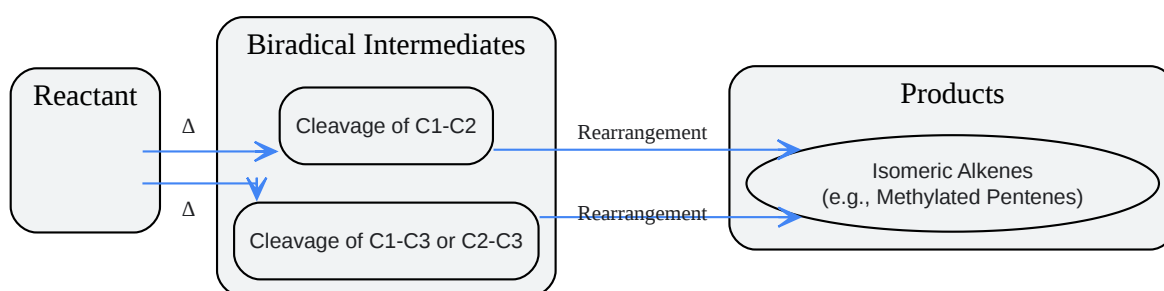 Biradical Intermediates
Reactant
Products
Δ
Cleavage of C1-C2
Rearrangement
Isomeric Alkenes
(e.g., Methylated Pentenes)
Δ
Rearrangement
Cleavage of C1-C3 or C2-C3